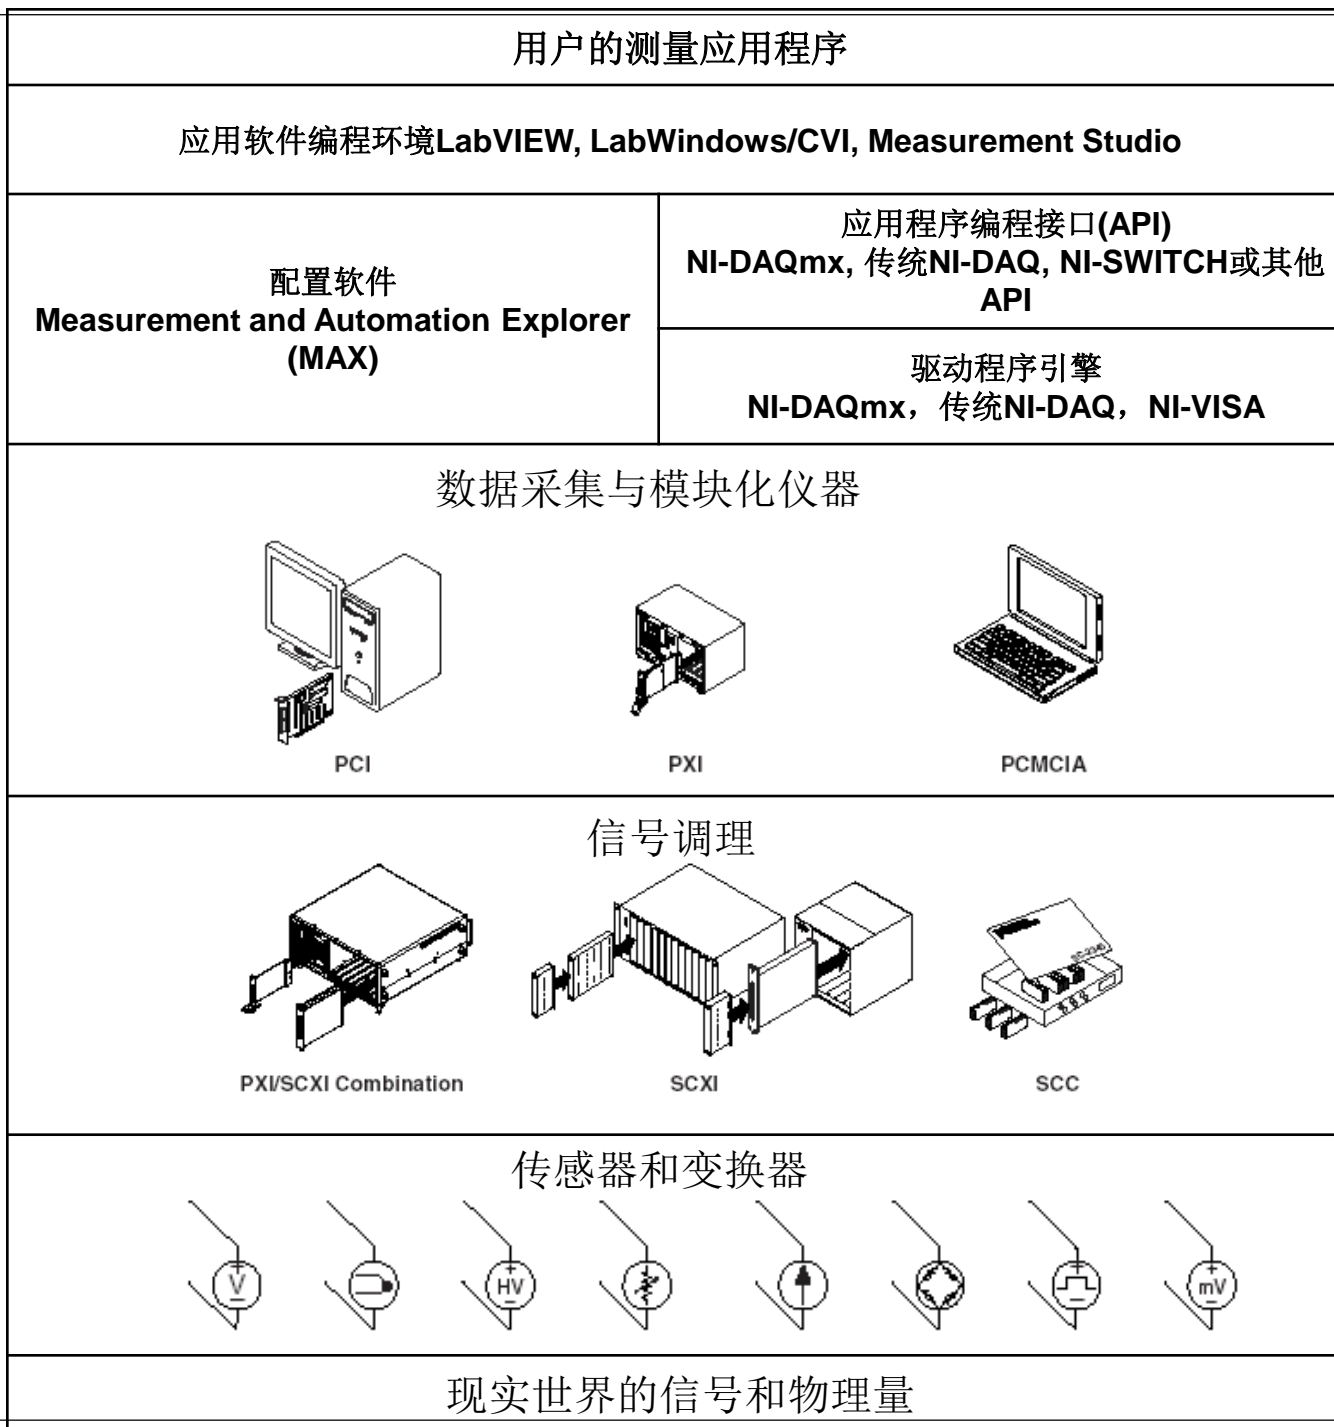 用户的测量应用程序
应用软件编程环境LabVIEW, LabWindows/CVI, Measurement Studio
配置软件
Measurement and Automation Explorer
(MAX)
应用程序编程接口(API)
NI-DAQmx, 传统NI-DAQ, NI-SWITCH或其他
API
驱动程序引擎
NI-DAQmx，传统NI-DAQ，NI-VISA
数据采集与模块化仪器
PCI
PXI
PCMCIA
信号调理
PXI/SCXI Combination
SCXI
SCC
传感器和变换器
V
HV
mV
现实世界的信号和物理量